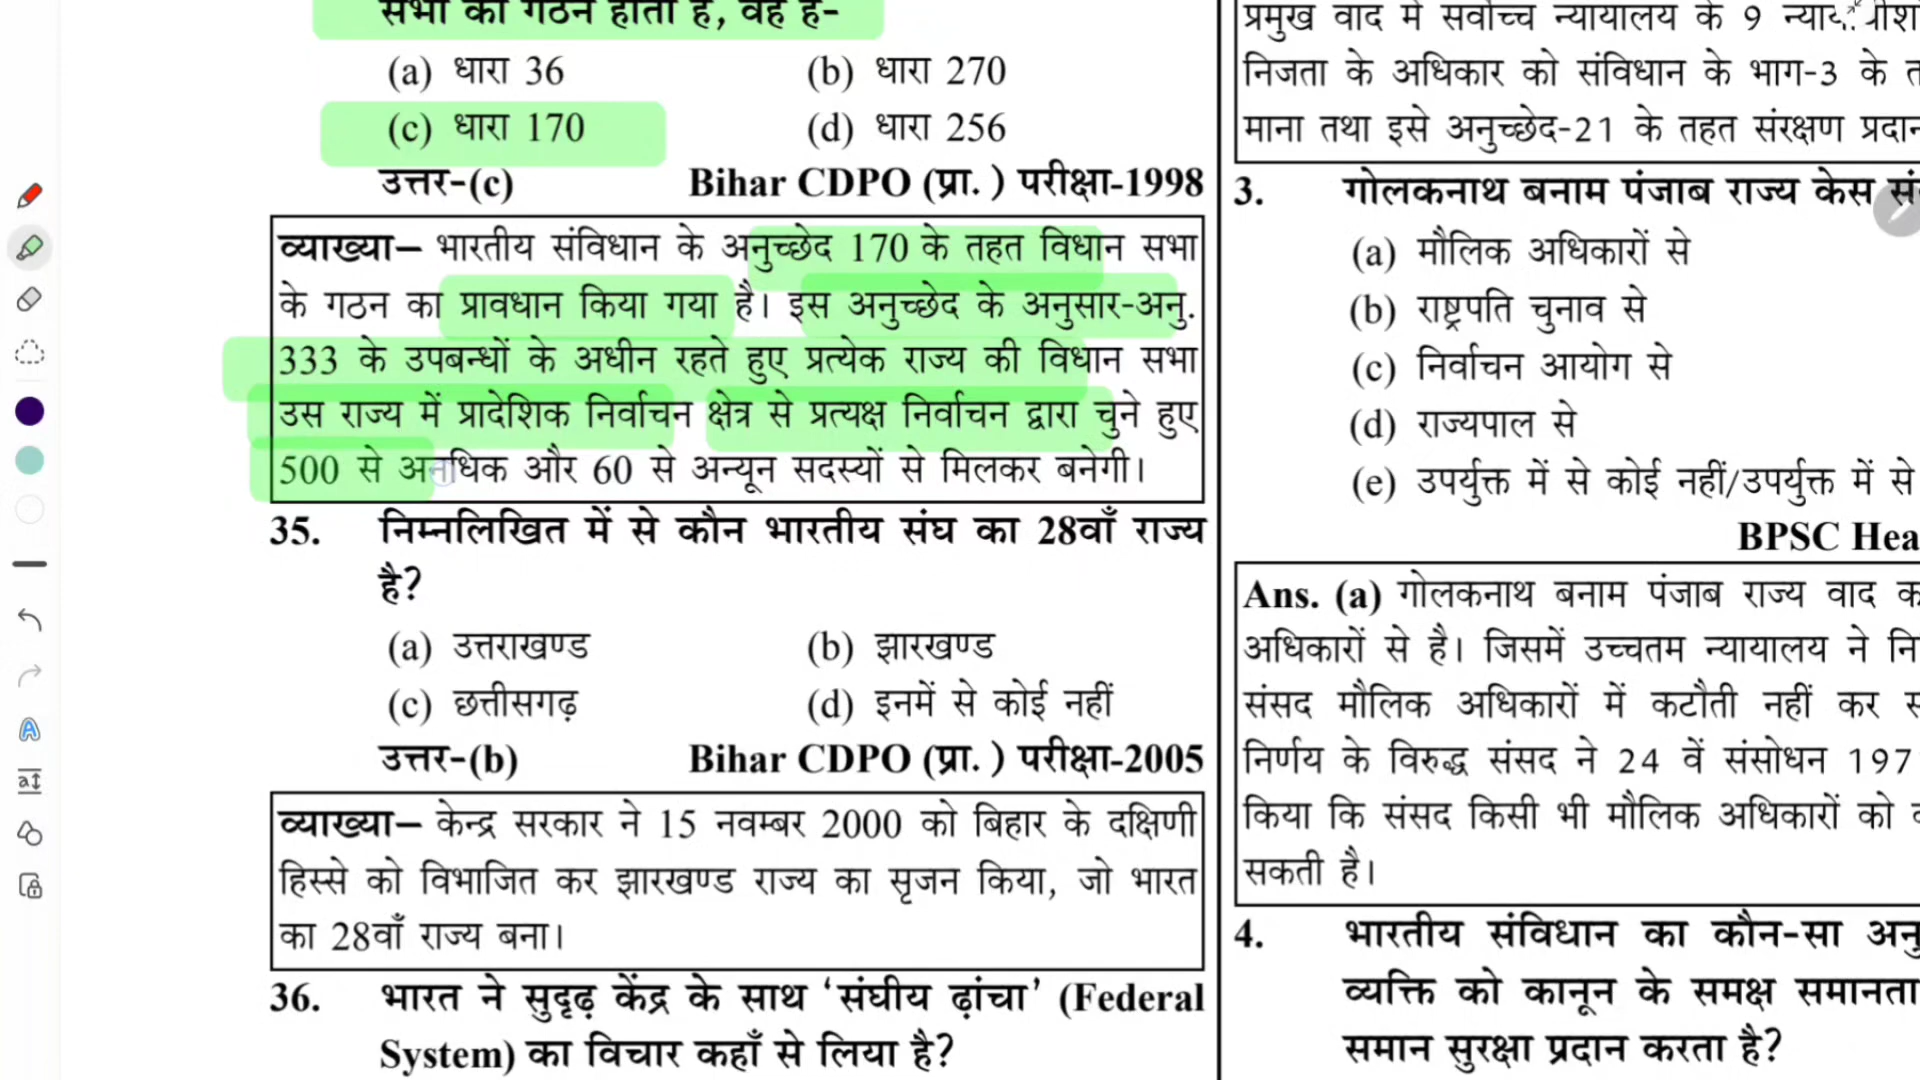 सभा का गठन होता है, वह है-
(a) धारा 36 (b) धारा 270
(c) धारा 170 (d) धारा 256
उत्तर-(c) Bihar CDPO (प्रा. ) परीक्षा-1998
व्याख्या– भारतीय संविधान के अनुच्छेद 170 के तहत विधान सभा
के गठन का प्रावधान किया गया है। इस अनुच्छेद के अनुसार-अनु.
333 के उपबन्धों के अधीन रहते हुए प्रत्येक राज्य की विधान सभा
उस राज्य में प्रादेशिक निर्वाचन क्षेत्र से प्रत्यक्ष निर्वाचन द्वारा चुने हुए
500 से अनधिक और 60 से अन्यून सदस्यों से मिलकर बनेगी।
35. निम्नलिखित में से कौन भारतीय संघ का 28वाँ राज्य
है?
(a) उत्तराखण्ड (b) झारखण्ड
(c) छत्तीसगढ़ (d) इनमें से कोई नहीं
उत्तर-(b) Bihar CDPO (प्रा. ) परीक्षा-2005
व्याख्या– केन्द्र सरकार ने 15 नवम्बर 2000 को बिहार के दक्षिणी
हिस्से को विभाजित कर झारखण्ड राज्य का सृजन किया, जो भारत
का 28वाँ राज्य बना।
36. भारत ने सुदृढ़ केंद्र के साथ ‘संघीय ढ़ांचा’ (Federal
System) का विचार कहाँ से लिया है?
प्रमुख वाद में सर्वोच्च न्यायालय के 9
निजता के अधिकार को संविधान के भाग-3 के
माना तथा इसे अनुच्छेद-21 के तहत संरक्षण
3. गोलकनाथ बनाम पंजाब राज्य केस
(a) मौलिक अधिकारों से
(b) राष्ट्रपति चुनाव से
(c) निर्वाचन आयोग से
(d) राज्यपाल से
(e) उपर्युक्त में से कोई नहीं/उपर्युक्त में से
BPSC Hea
Ans. (a) गोलकनाथ बनाम पंजाब राज्य वाद
अधिकारों से है। जिसमें उच्चतम न्यायालय ने
संसद मौलिक अधिकारों में कटौती नहीं कर
निर्णय के विरुद्ध संसद ने 24 वें संसोधन 197
किया कि संसद किसी भी मौलिक अधिकारों को
सकती है।
4. भारतीय संविधान का कौन-सा
व्यक्ति को कानून के समक्ष समानता
समान सुरक्षा प्रदान करता है?